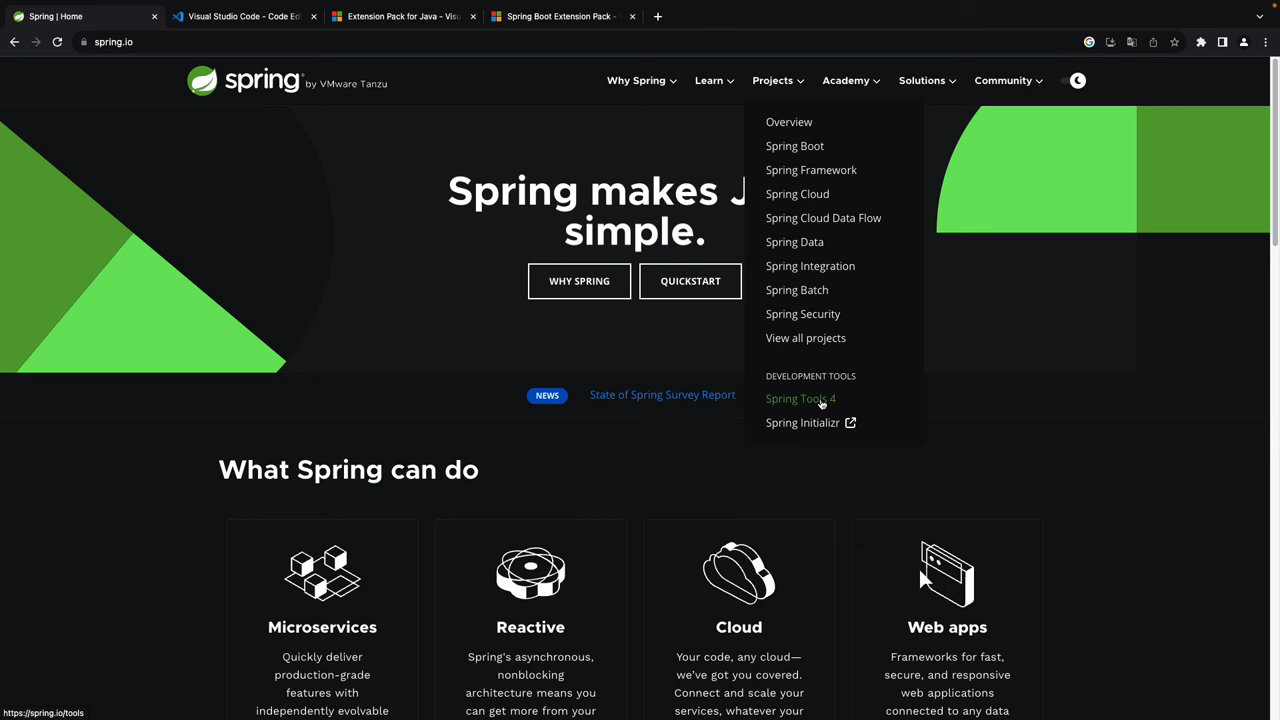 Spring | Home
Visual Studio Code - Code Edi
Extension Pack for Java - Visu
Spring Boot Extension Pack -
spring.io
spring by VMware Tanzu
Why Spring
Learn
Projects
Academy
Solutions
Community
Overview
Spring Boot
Spring Framework
Spring Cloud
Spring Cloud Data Flow
Spring Data
Spring Integration
Spring Batch
Spring Security
View all projects
DEVELOPMENT TOOLS
Spring Tools 4
Spring Initializr
Spring makes J
simple.
WHY SPRING
QUICKSTART
NEWS
State of Spring Survey Report
What Spring can do
Microservices
Quickly deliver
production-grade
features with
independently evolvable
Reactive
Spring's asynchronous,
nonblocking
architecture means you
can get more from your
Cloud
Your code, any cloud—
we've got you covered.
Connect and scale your
services, whatever your
Web apps
Frameworks for fast,
secure, and responsive
web applications
connected to any data
https://spring.io/tools